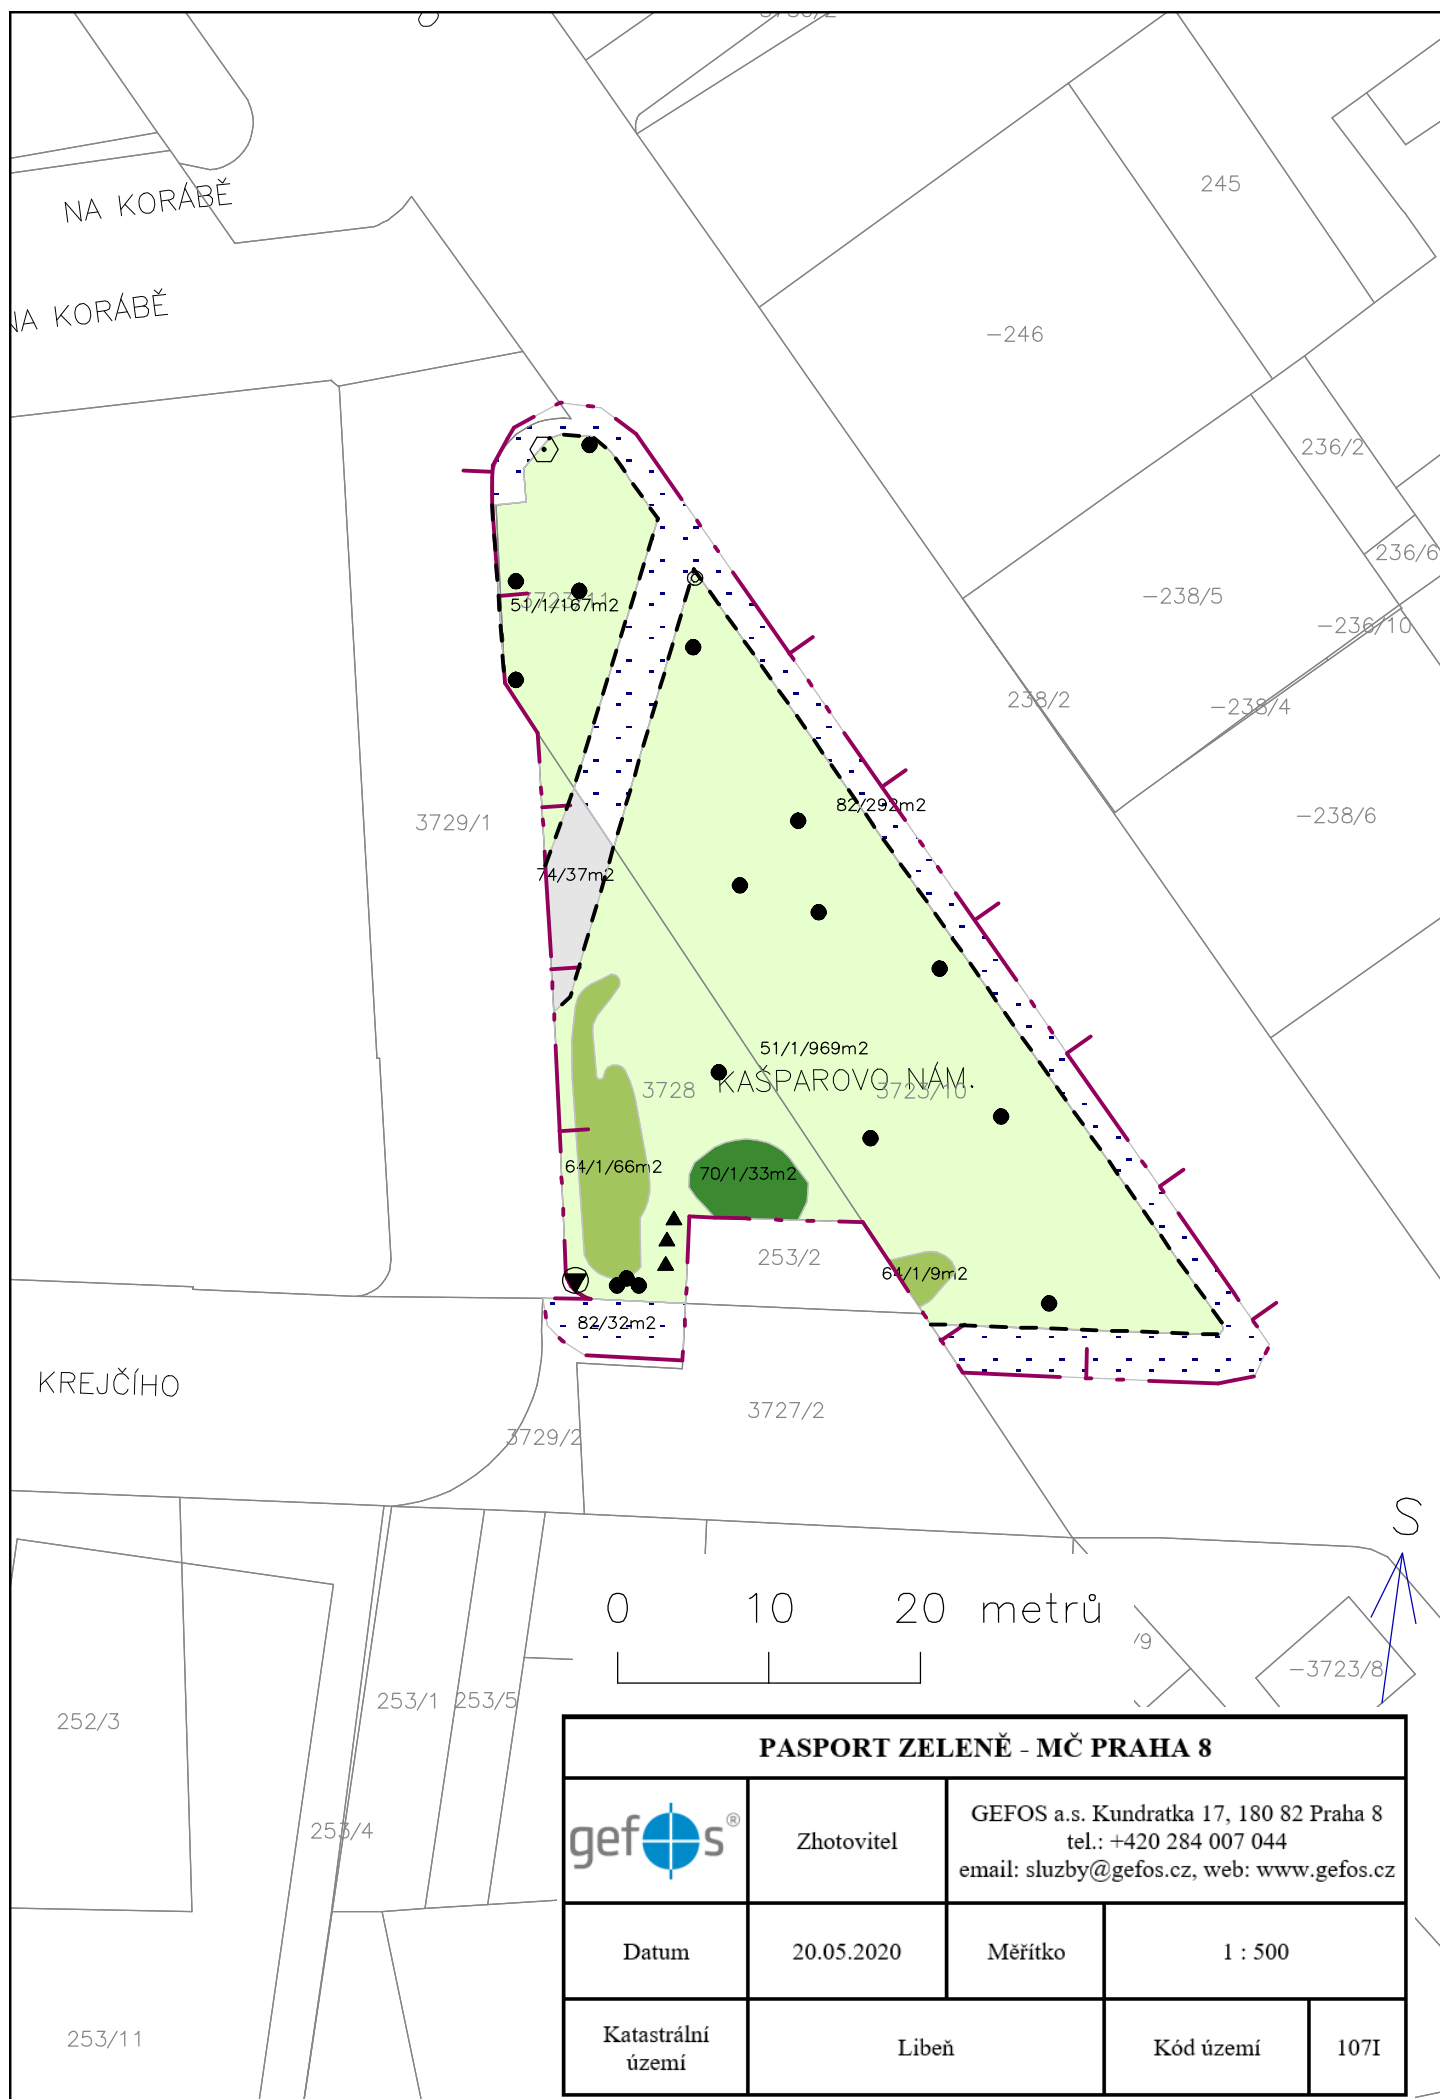 NA KORÁBĚ
245
NA KORÁBĚ
-246
236/2
236/6
3723/11
51/1/167m2
-238/5
-236/10
238/2
-238/4
82/292m2
3729/1
-238/6
74/37m2
51/1/969m2
3728
KAŠPAROVO NÁM.
3723/10
64/1/66m2
70/1/33m2
253/2
64/1/9m2
82/32m2
KREJČÍHO
3727/2
3729/2
S
0 10 20 metrů
/9
-3723/8
253/1
253/5
252/3
253/4
253/11
PASPORT ZELENĚ - MČ PRAHA 8
gefos®
Zhotovitel
GEFOS a.s. Kundratka 17, 180 82 Praha 8
tel.: +420 284 007 044
email: sluzby@gefos.cz, web: www.gefos.cz
Datum
20.05.2020
Měřítko
1 : 500
Katastrální
území
Libeň
Kód území
107I